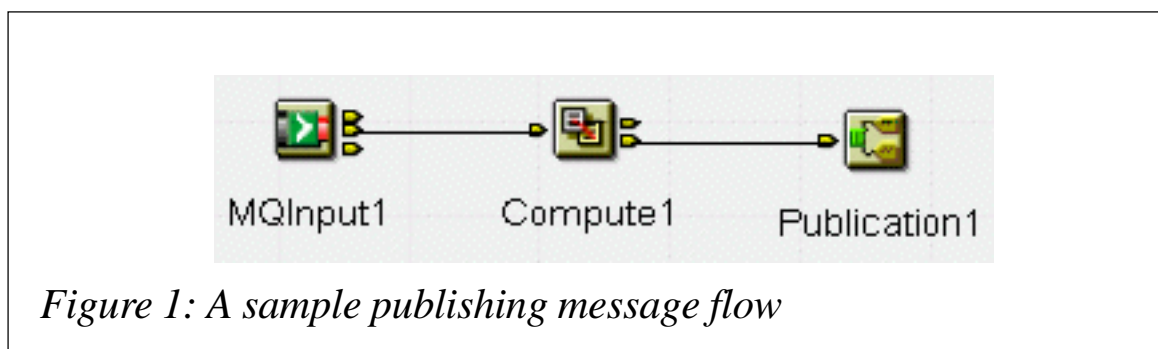 MQInput1
Compute1
Publication1
Figure 1: A sample publishing message flow